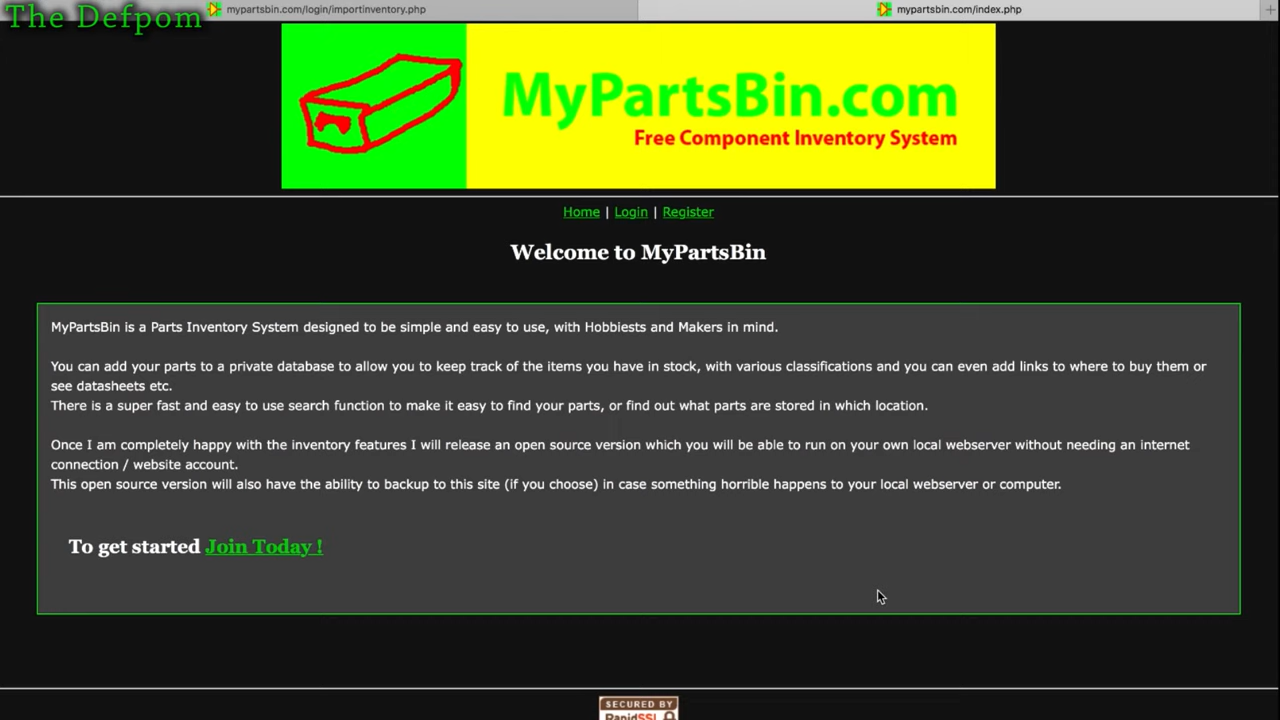 The Defpom
mypartsbin.com/login/importinventory.php
mypartsbin.com/index.php
MyPartsBin.com
Free Component Inventory System
Home | Login | Register
Welcome to MyPartsBin
MyPartsBin is a Parts Inventory System designed to be simple and easy to use, with Hobbiests and Makers in mind.
You can add your parts to a private database to allow you to keep track of the items you have in stock, with various classifications and you can even add links to where to buy them or
see datasheets etc.
There is a super fast and easy to use search function to make it easy to find your parts, or find out what parts are stored in which location.
Once I am completely happy with the inventory features I will release an open source version which you will be able to run on your own local webserver without needing an internet
connection / website account.
This open source version will also have the ability to backup to this site (if you choose) in case something horrible happens to your local webserver or computer.
To get started Join Today !
SECURED BY
RapidSSL